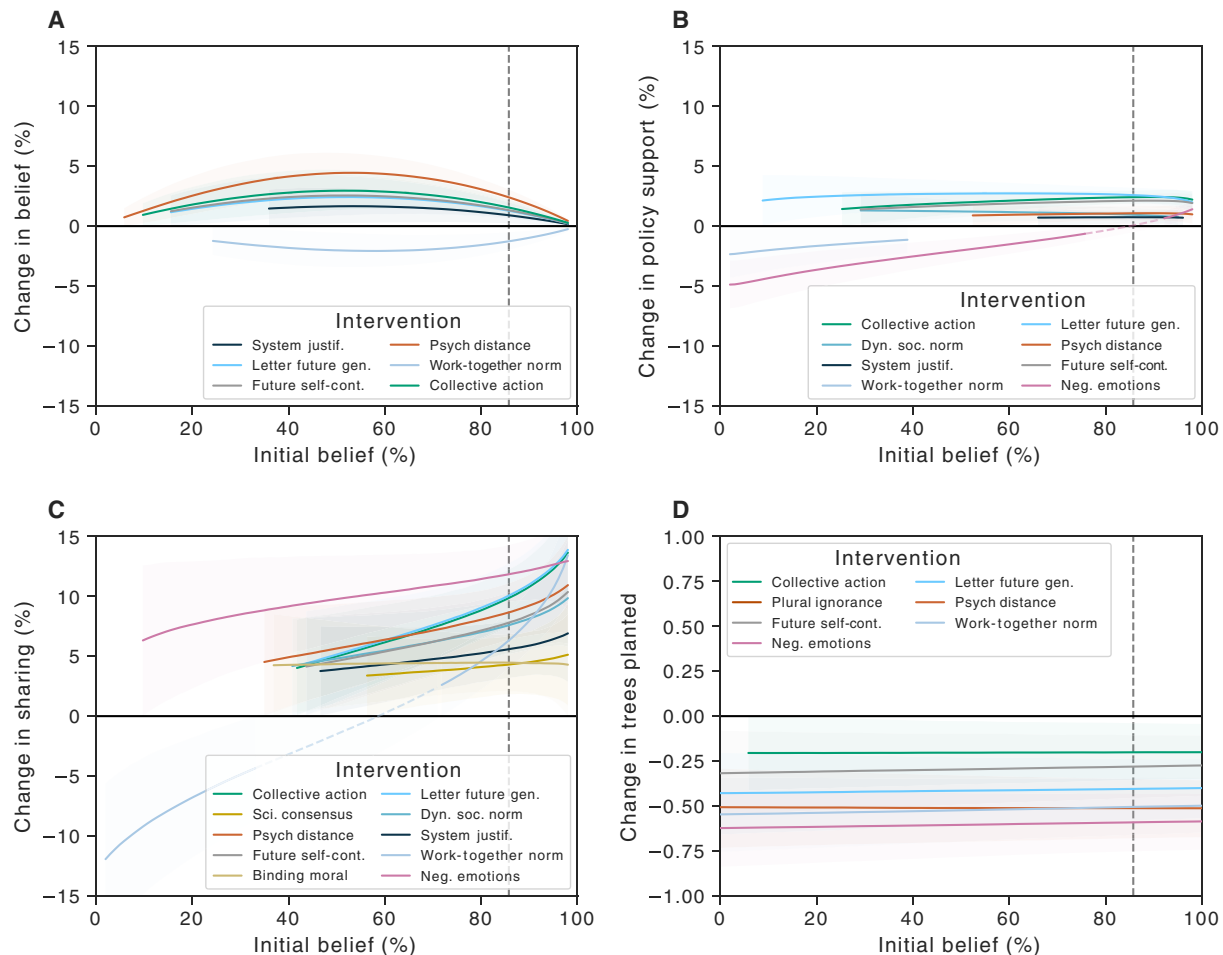 A
15
10
5
0
−5
−10
−15
Change in belief (%)
Intervention
System justif.
Psych distance
Letter future gen.
Work-together norm
Future self-cont.
Collective action
0 20 40 60 80 100
Initial belief (%)
B
15
10
5
0
−5
−10
−15
Change in policy support (%)
Intervention
Collective action
Letter future gen.
Dyn. soc. norm
Psych distance
System justif.
Future self-cont.
Work-together norm
Neg. emotions
0 20 40 60 80 100
Initial belief (%)
C
15
10
5
0
−5
−10
−15
Change in sharing (%)
Intervention
Collective action
Letter future gen.
Sci. consensus
Dyn. soc. norm
Psych distance
System justif.
Future self-cont.
Work-together norm
Binding moral
Neg. emotions
0 20 40 60 80 100
Initial belief (%)
D
1.00
0.75
0.50
0.25
0.00
−0.25
−0.50
−0.75
−1.00
Change in trees planted
Intervention
Collective action
Letter future gen.
Plural ignorance
Psych distance
Future self-cont.
Work-together norm
Neg. emotions
0 20 40 60 80 100
Initial belief (%)